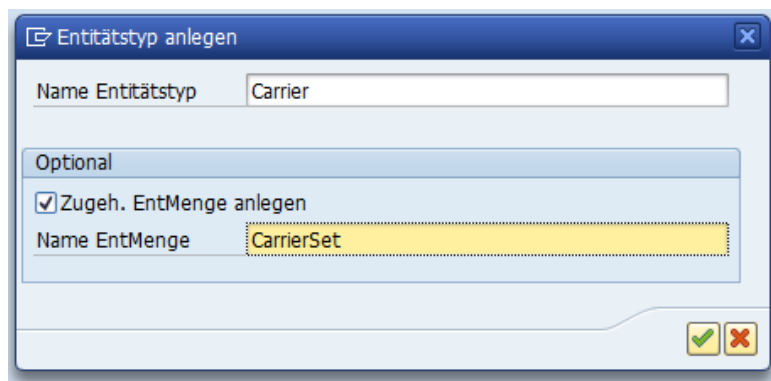 Entitätstyp anlegen
Name Entitätstyp Carrier
Optional
Zugeh. EntMenge anlegen
Name EntMenge CarrierSet